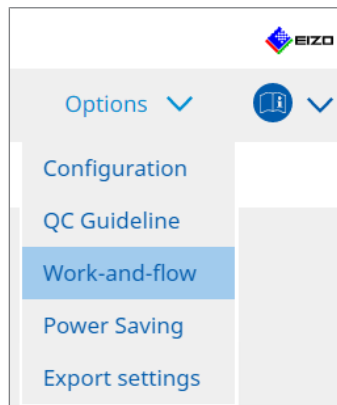 EIZO
Options
Configuration
QC Guideline
Work-and-flow
Power Saving
Export settings